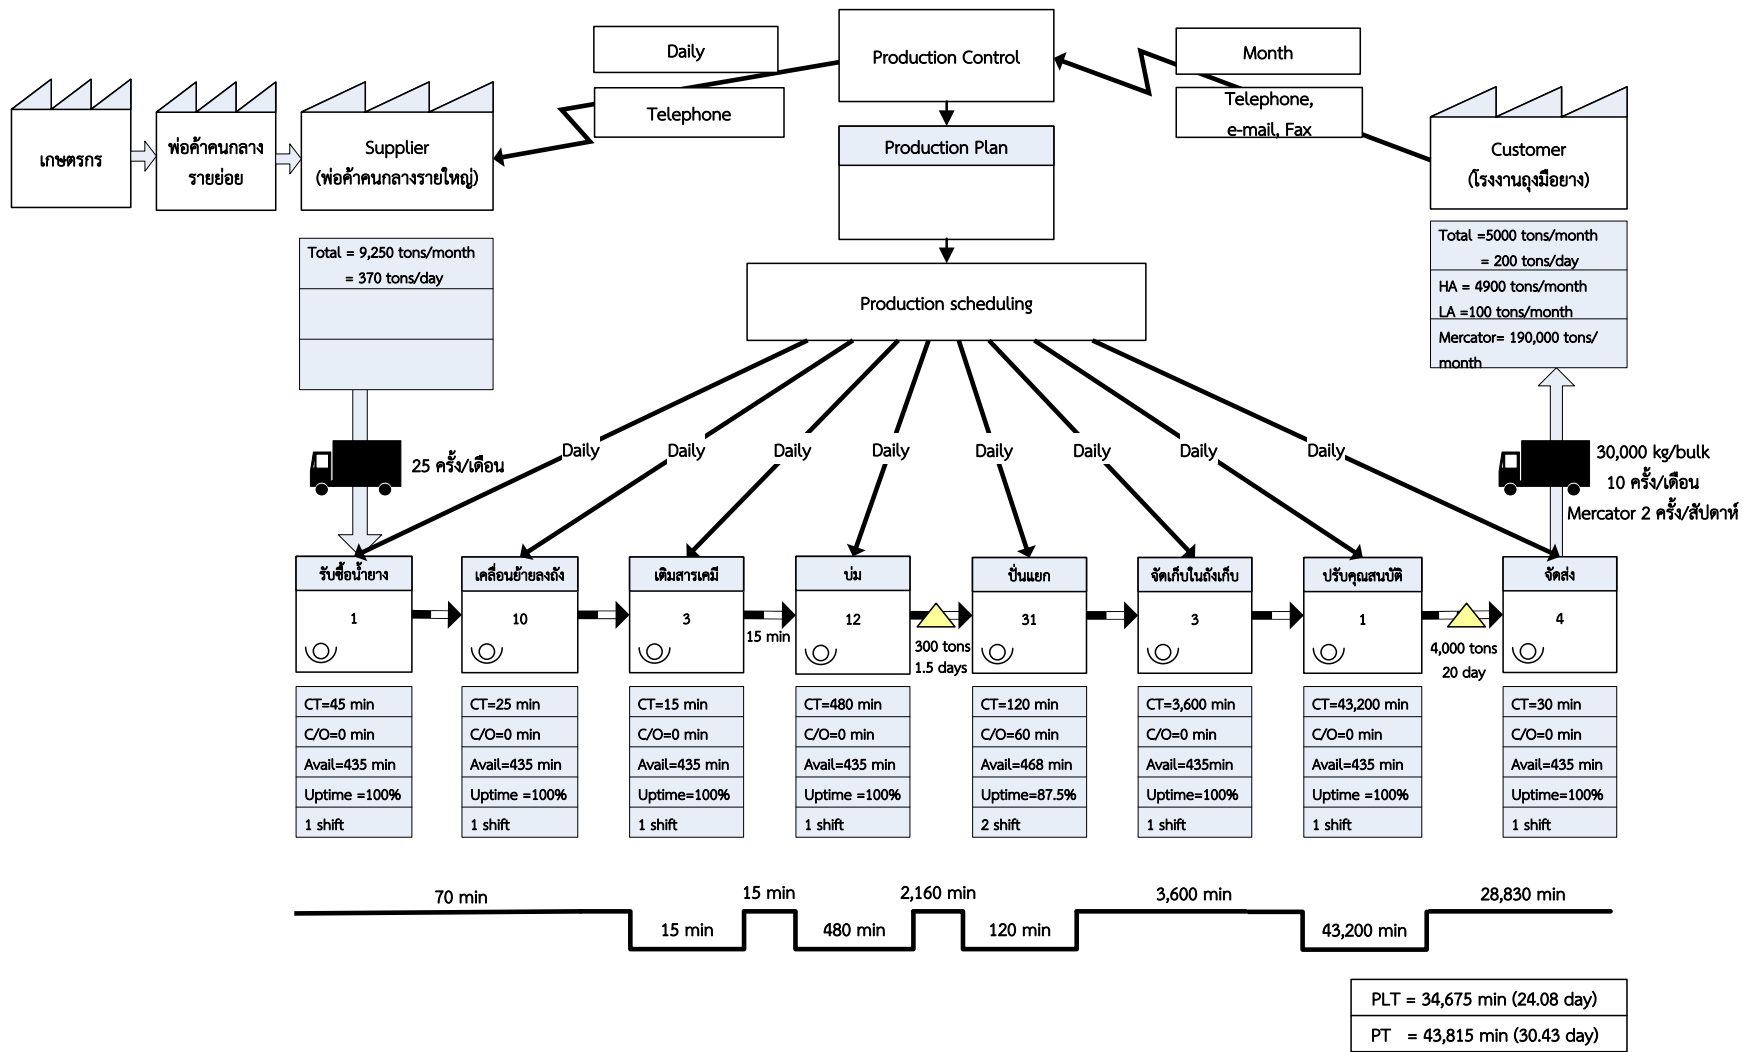 Daily
Telephone
Production Control
Month
Telephone,
e-mail, Fax
เกษตรกร
พ่อค้าคนกลาง
รายย่อย
Supplier
(พ่อค้าคนกลางรายใหญ่)
Production Plan
Customer
(โรงงานถุงมือยาง)
Total = 9,250 tons/month
= 370 tons/day
Total =5000 tons/month
= 200 tons/day
HA = 4900 tons/month
LA =100 tons/month
Mercator= 190,000 tons/
month
Production scheduling
Daily
Daily
Daily
Daily
Daily
Daily
Daily
Daily
25 ครั้ง/เดือน
30,000 kg/bulk
10 ครั้ง/เดือน
Mercator 2 ครั้ง/สัปดาห์
รับซื้อน้ำยาง
1
เคลื่อนย้ายลงถัง
10
เติมสารเคมี
3
15 min
บ่ม
12
300 tons
1.5 days
ปั่นแยก
31
จัดเก็บในถังเก็บ
3
ปรับคุณสนบัติ
1
4,000 tons
20 day
จัดส่ง
4
CT=45 min
C/O=0 min
Avail=435 min
Uptime =100%
1 shift
CT=25 min
C/O=0 min
Avail=435 min
Uptime =100%
1 shift
CT=15 min
C/O=0 min
Avail=435 min
Uptime=100%
1 shift
CT=480 min
C/O=0 min
Avail=435 min
Uptime =100%
1 shift
CT=120 min
C/O=60 min
Avail=468 min
Uptime=87.5%
2 shift
CT=3,600 min
C/O=0 min
Avail=435min
Uptime=100%
1 shift
CT=43,200 min
C/O=0 min
Avail=435 min
Uptime =100%
1 shift
CT=30 min
C/O=0 min
Avail=435 min
Uptime=100%
1 shift
70 min
15 min
15 min
480 min
2,160 min
120 min
3,600 min
43,200 min
28,830 min
PLT = 34,675 min (24.08 day)
PT = 43,815 min (30.43 day)